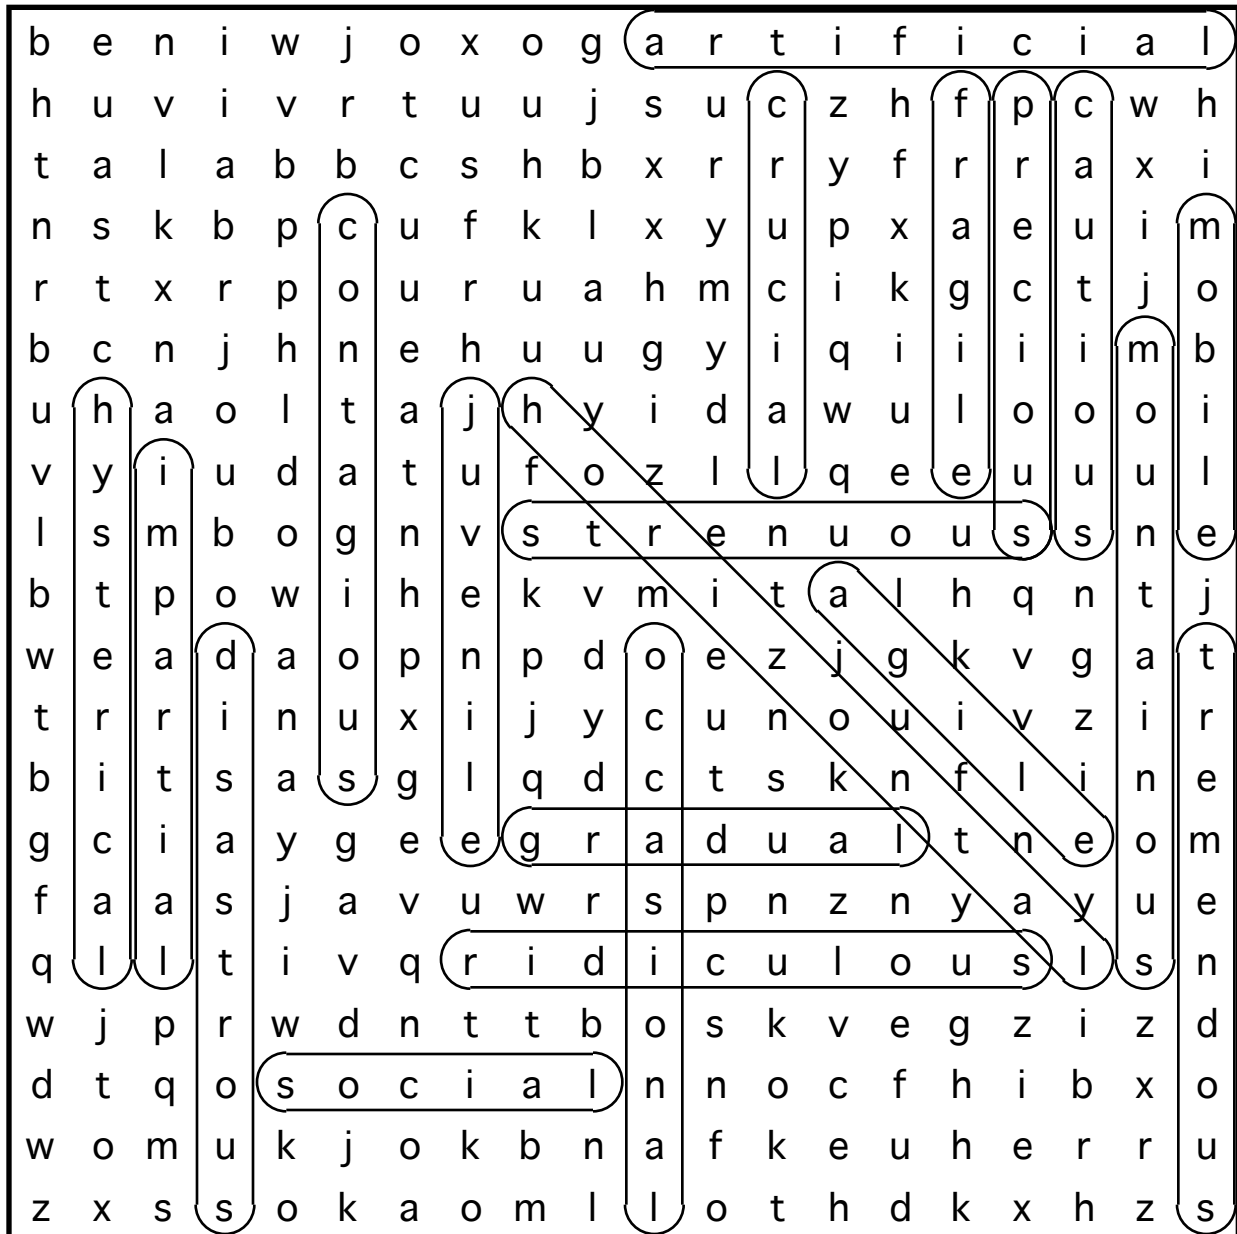 b e n i w j o x o g a r t i f i c i a l
h u v i v r t u u j s u c z h f p c w h
t a l a b b c s h b x r r y f r r a x i
n s k b p c u f k l x y u p x a e u i m
r t x r p o u r u a h m c i k g c t j o
b c n j h n e h u u g y i q i i i i m b
u h a o l t a j h y i d a w u l o o o i
v y i u d a t u f o z l l q e e u u u l
l s m b o g n v s t r e n u o u s s n e
b t p o w i h e k v m i t a l h q n t j
w e a d a o p n p d o e z j g k v g a t
t r r i n u x i j y c u n o u i v z i r
b i t s a s g l q d c t s k n f l i n e
g c i a y g e e g r a d u a l t n e o m
f a a s j a v u w r s p n z n y a y u e
q l l t i v q r i d i c u l o u s l s n
w j p r w d n t t b o s k v e g z i z d
d t q o s o c i a l n n o c f h i b x o
w o m u k j o k b n a f k e u h e r r u
z x s s o k a o m l l o t h d k x h z s